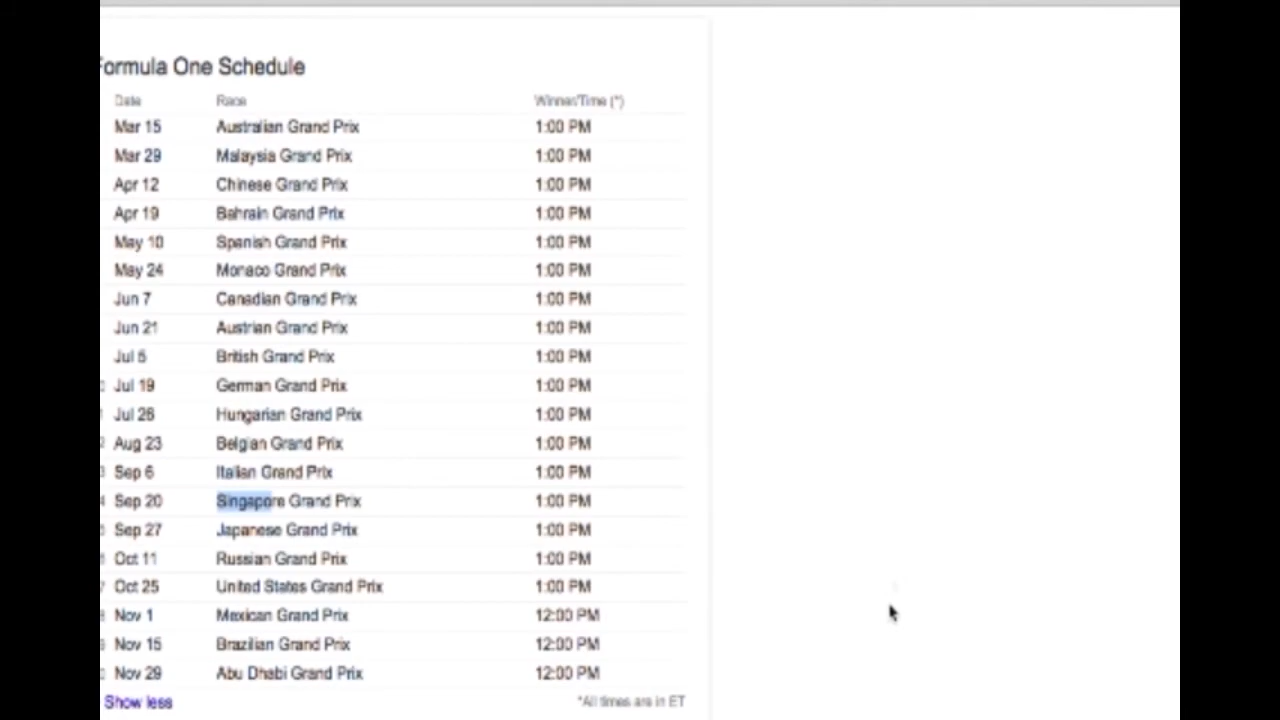 Formula One Schedule
Date Race Winner/Time (*)
Mar 15 Australian Grand Prix 1:00 PM
Mar 29 Malaysia Grand Prix 1:00 PM
Apr 12 Chinese Grand Prix 1:00 PM
Apr 19 Bahrain Grand Prix 1:00 PM
May 10 Spanish Grand Prix 1:00 PM
May 24 Monaco Grand Prix 1:00 PM
Jun 7 Canadian Grand Prix 1:00 PM
Jun 21 Austrian Grand Prix 1:00 PM
Jul 5 British Grand Prix 1:00 PM
Jul 19 German Grand Prix 1:00 PM
Jul 26 Hungarian Grand Prix 1:00 PM
Aug 23 Belgian Grand Prix 1:00 PM
Sep 6 Italian Grand Prix 1:00 PM
Sep 20 Singapore Grand Prix 1:00 PM
Sep 27 Japanese Grand Prix 1:00 PM
Oct 11 Russian Grand Prix 1:00 PM
Oct 25 United States Grand Prix 1:00 PM
Nov 1 Mexican Grand Prix 12:00 PM
Nov 15 Brazilian Grand Prix 12:00 PM
Nov 29 Abu Dhabi Grand Prix 12:00 PM
Show less *All times are in ET